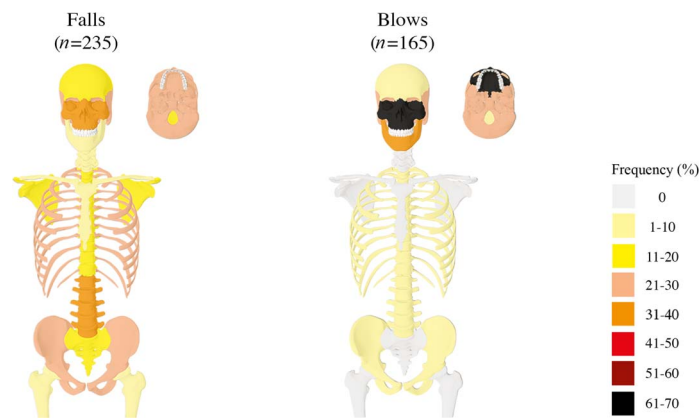 Falls
(n=235)
Blows
(n=165)
Frequency (%)
0
1-10
11-20
21-30
31-40
41-50
51-60
61-70